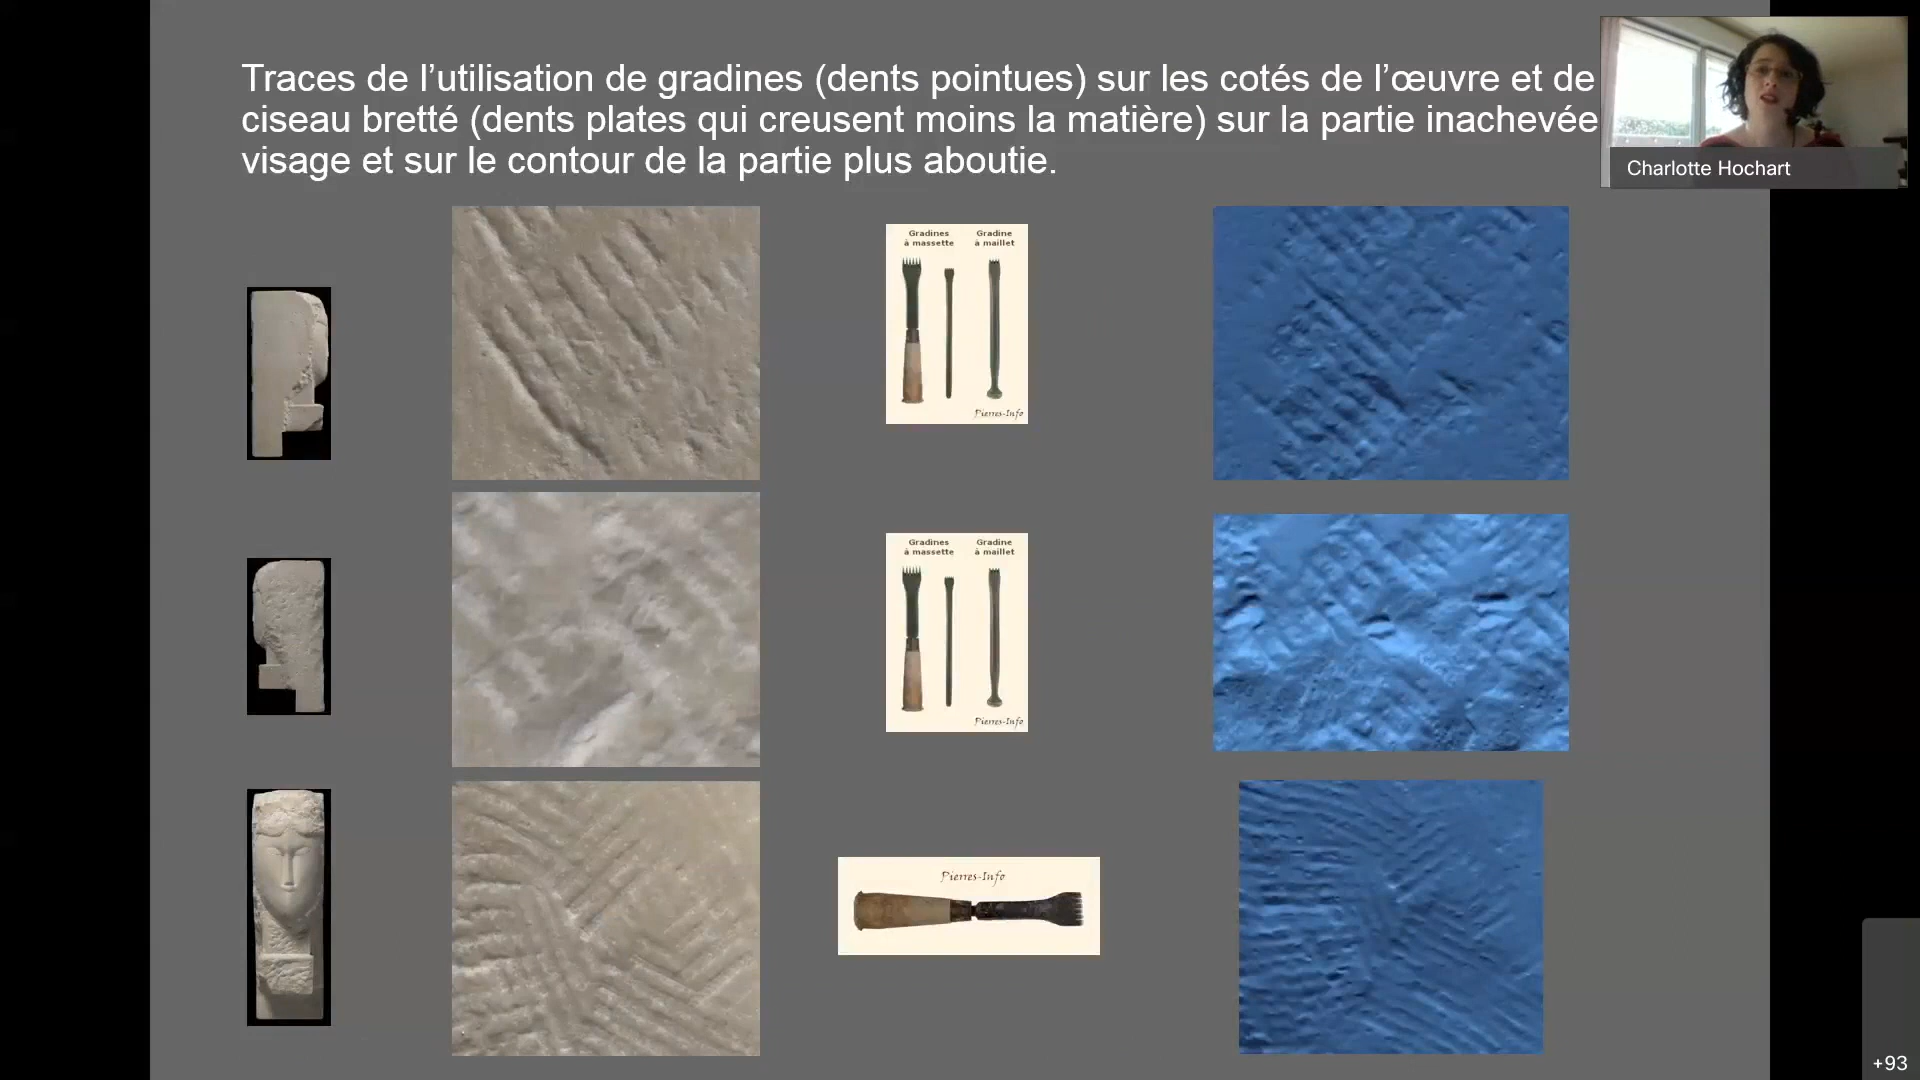 Traces de l’utilisation de gradines (dents pointues) sur les cotés de l’œuvre et de
ciseau bretté (dents plates qui creusent moins la matière) sur la partie inachevée
visage et sur le contour de la partie plus aboutie.
Charlotte Hochart
Gradines
à massette
Gradine
à maillet
Pierres-Info
Gradines
à massette
Gradine
à maillet
Pierres-Info
Pierres-Info
+93